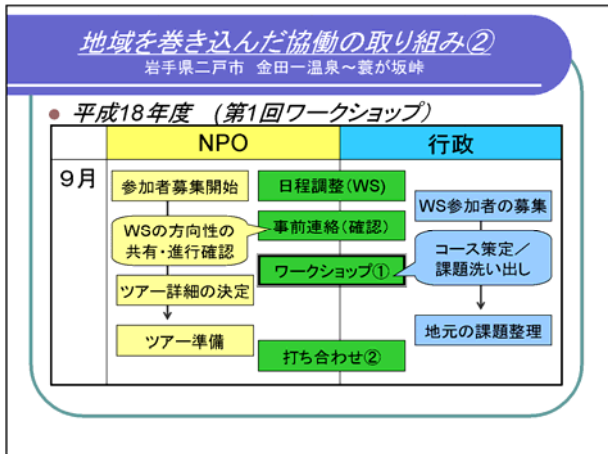 地域を巻き込んだ協働の取り組み②
岩手県二戸市 金田一温泉～蓑が坂峠
平成18年度 (第1回ワークショップ)
NPO
行政
9月
参加者募集開始
日程調整(WS)
WS参加者の募集
WSの方向性の
共有・進行確認
事前連絡(確認)
コース策定／
課題洗い出し
ワークショップ①
ツアー詳細の決定
ツアー準備
地元の課題整理
打ち合わせ②